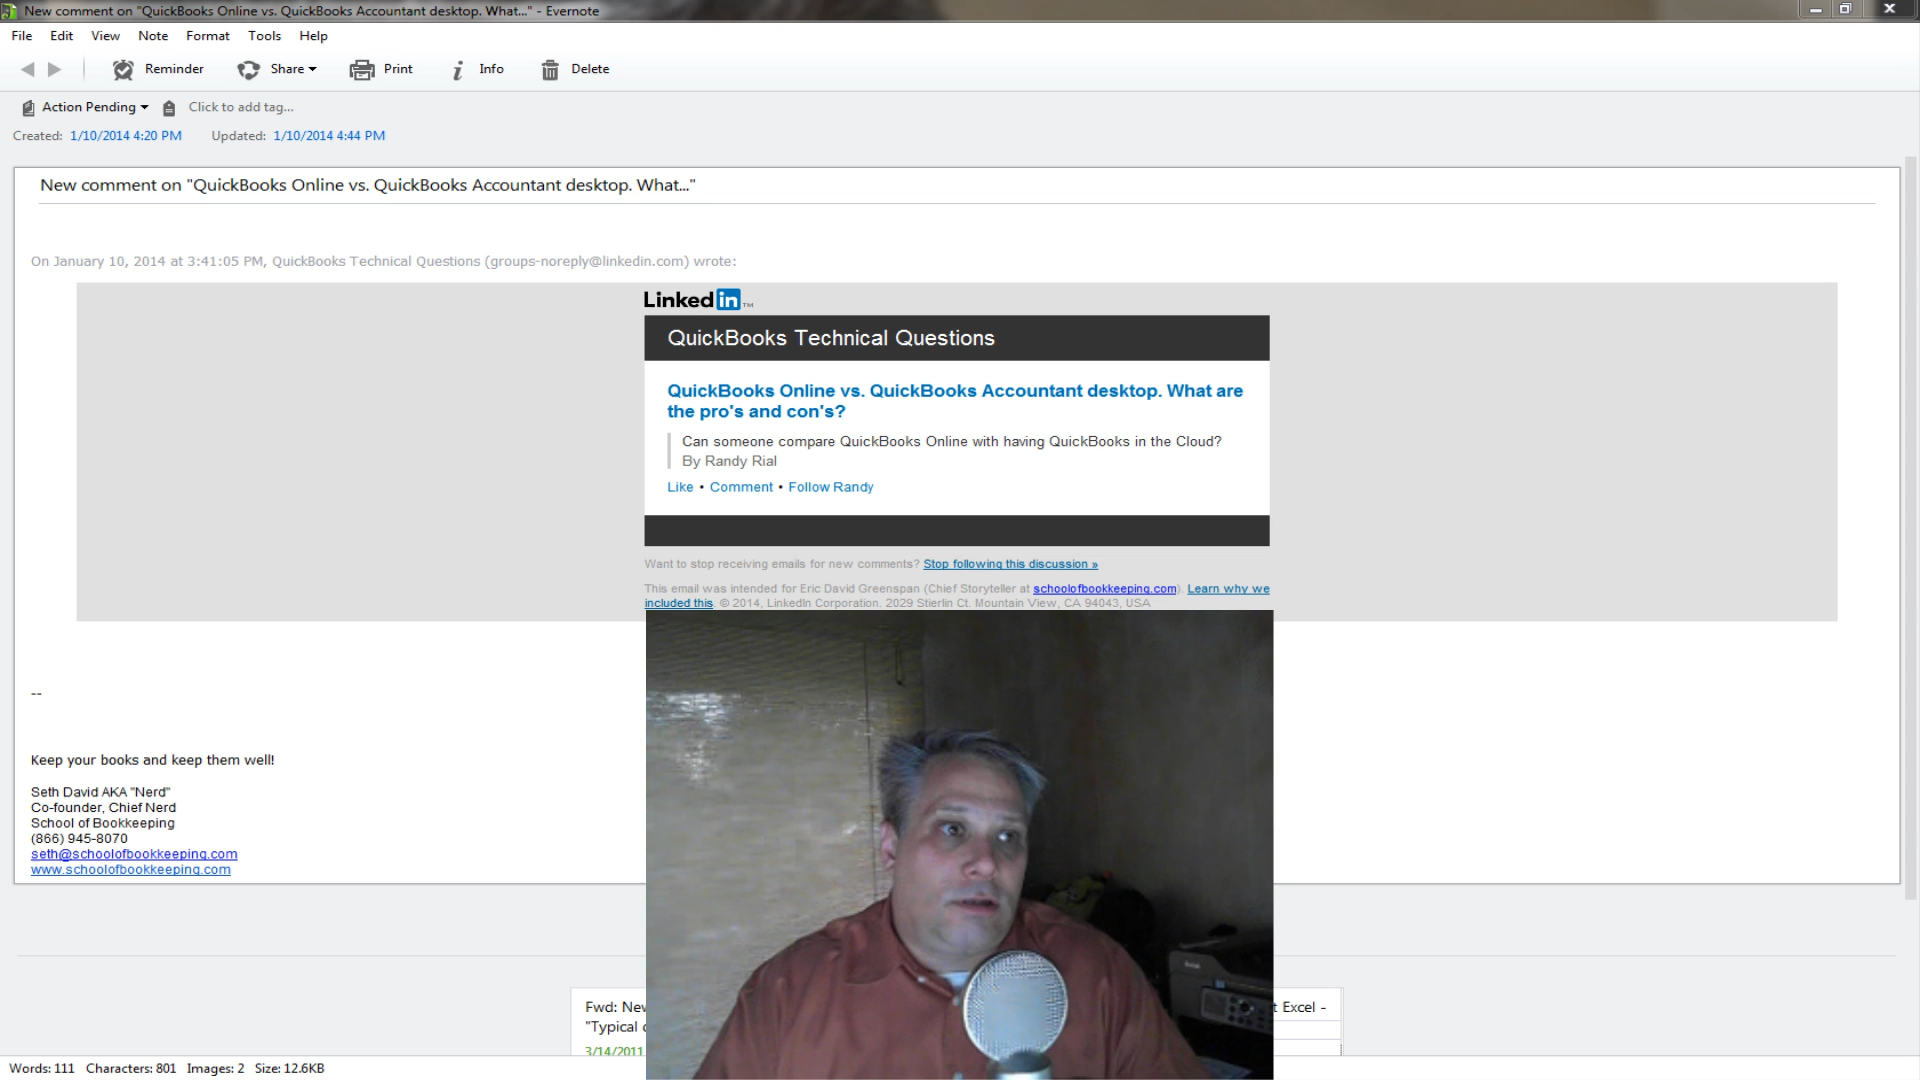 New comment on "QuickBooks Online vs. QuickBooks Accountant desktop. What..." - Evernote
File Edit View Note Format Tools Help
Reminder Share Print Info Delete
Action Pending Click to add tag...
Created: 1/10/2014 4:20 PM Updated: 1/10/2014 4:44 PM
New comment on "QuickBooks Online vs. QuickBooks Accountant desktop. What..."
On January 10, 2014 at 3:41:05 PM, QuickBooks Technical Questions (groups-noreply@linkedin.com) wrote:
Linked in TM
QuickBooks Technical Questions
QuickBooks Online vs. QuickBooks Accountant desktop. What are
the pro's and con's?
Can someone compare QuickBooks Online with having QuickBooks in the Cloud?
By Randy Rial
Like • Comment • Follow Randy
Want to stop receiving emails for new comments? Stop following this discussion »
This email was intended for Eric David Greenspan (Chief Storyteller at schoolofbookkeeping.com). Learn why we
included this. © 2014, LinkedIn Corporation. 2029 Stierlin Ct. Mountain View, CA 94043, USA
--
Keep your books and keep them well!
Seth David AKA "Nerd"
Co-founder, Chief Nerd
School of Bookkeeping
(866) 945-8070
seth@schoolofbookkeeping.com
www.schoolofbookkeeping.com
Fwd: New
"Typical
3/14/2011
t Excel -
Words: 111 Characters: 801 Images: 2 Size: 12.6KB